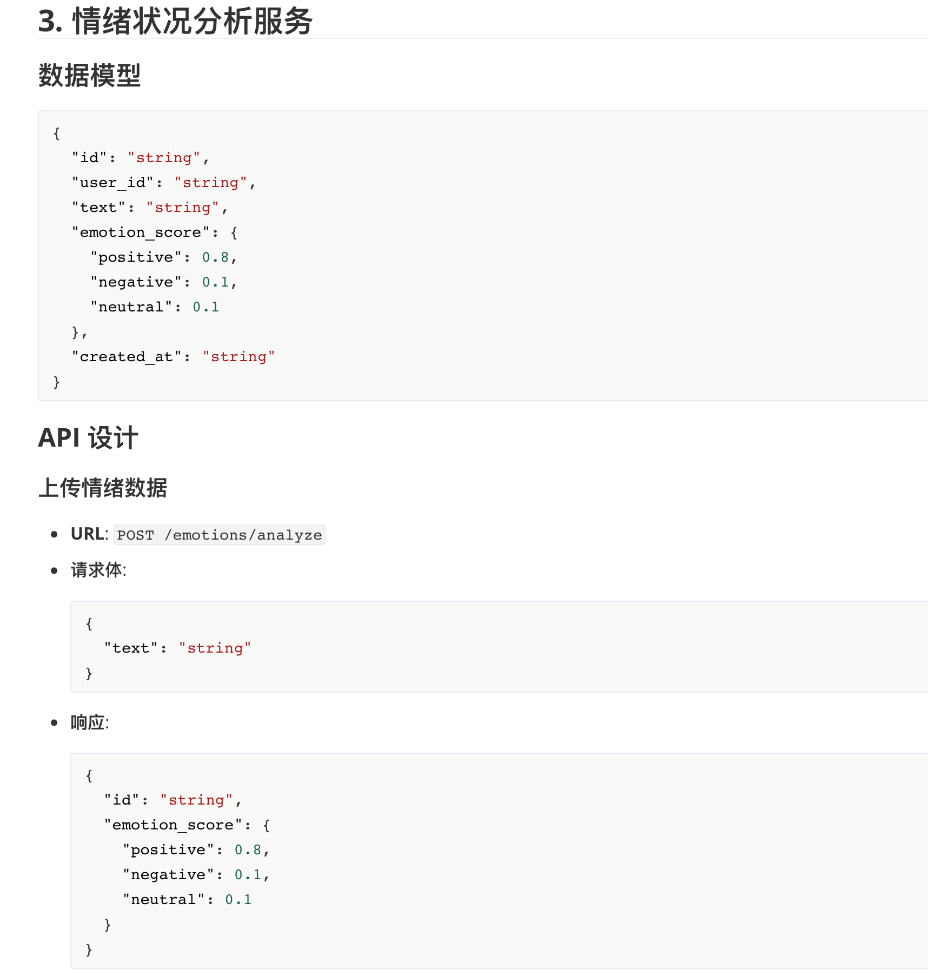 3. 情绪状况分析服务
数据模型
{
  "id": "string",
  "user_id": "string",
  "text": "string",
  "emotion_score": {
    "positive": 0.8,
    "negative": 0.1,
    "neutral": 0.1
  },
  "created_at": "string"
}
API 设计
上传情绪数据
• URL: POST /emotions/analyze
• 请求体:
{
  "text": "string"
}
• 响应:
{
  "id": "string",
  "emotion_score": {
    "positive": 0.8,
    "negative": 0.1,
    "neutral": 0.1
  }
}